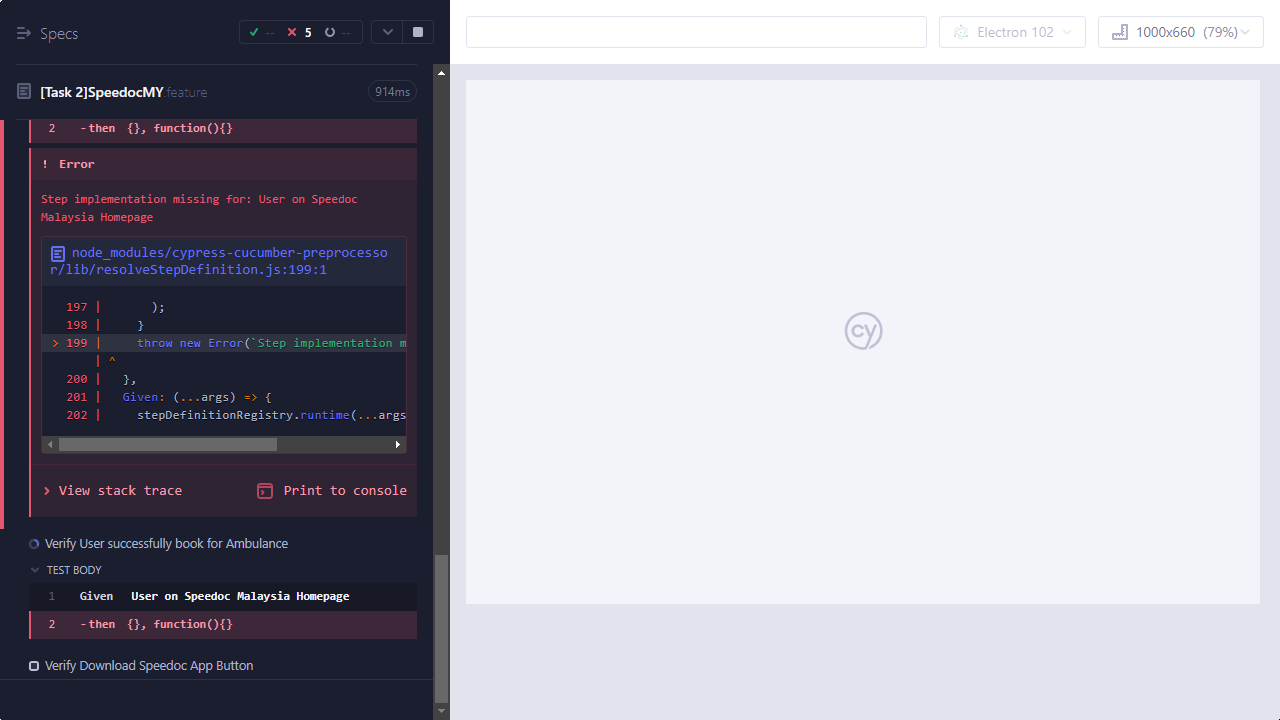 Specs
-- 5 --
Electron 102
1000x660 (79%)
[Task 2]SpeedocMY.feature 914ms
2 -then {}, function(){}
! Error
Step implementation missing for: User on Speedoc
Malaysia Homepage
node_modules/cypress-cucumber-preprocesso
r/lib/resolveStepDefinition.js:199:1
197 | );
198 | }
> 199 | throw new Error(`Step implementation m
| ^
200 | },
201 | Given: (...args) => {
202 | stepDefinitionRegistry.runtime(...args
> View stack trace
Print to console
Verify User successfully book for Ambulance
TEST BODY
1 Given User on Speedoc Malaysia Homepage
2 -then {}, function(){}
Verify Download Speedoc App Button
cy